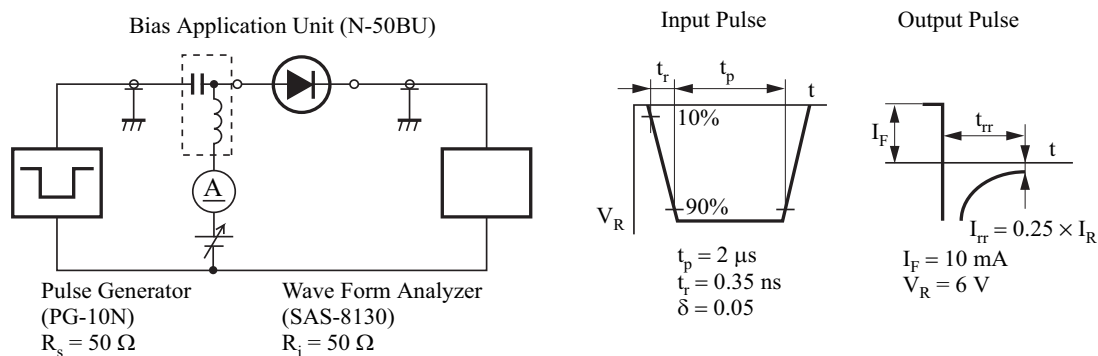 Bias Application Unit (N-50BU)
A
Pulse Generator
(PG-10N)
R_s = 50 Ω
Wave Form Analyzer
(SAS-8130)
R_i = 50 Ω
Input Pulse
t_r
t_p
t
10%
90%
V_R
t_p = 2 μs
t_r = 0.35 ns
δ = 0.05
Output Pulse
I_F
t_rr
t
I_rr = 0.25 × I_R
I_F = 10 mA
V_R = 6 V